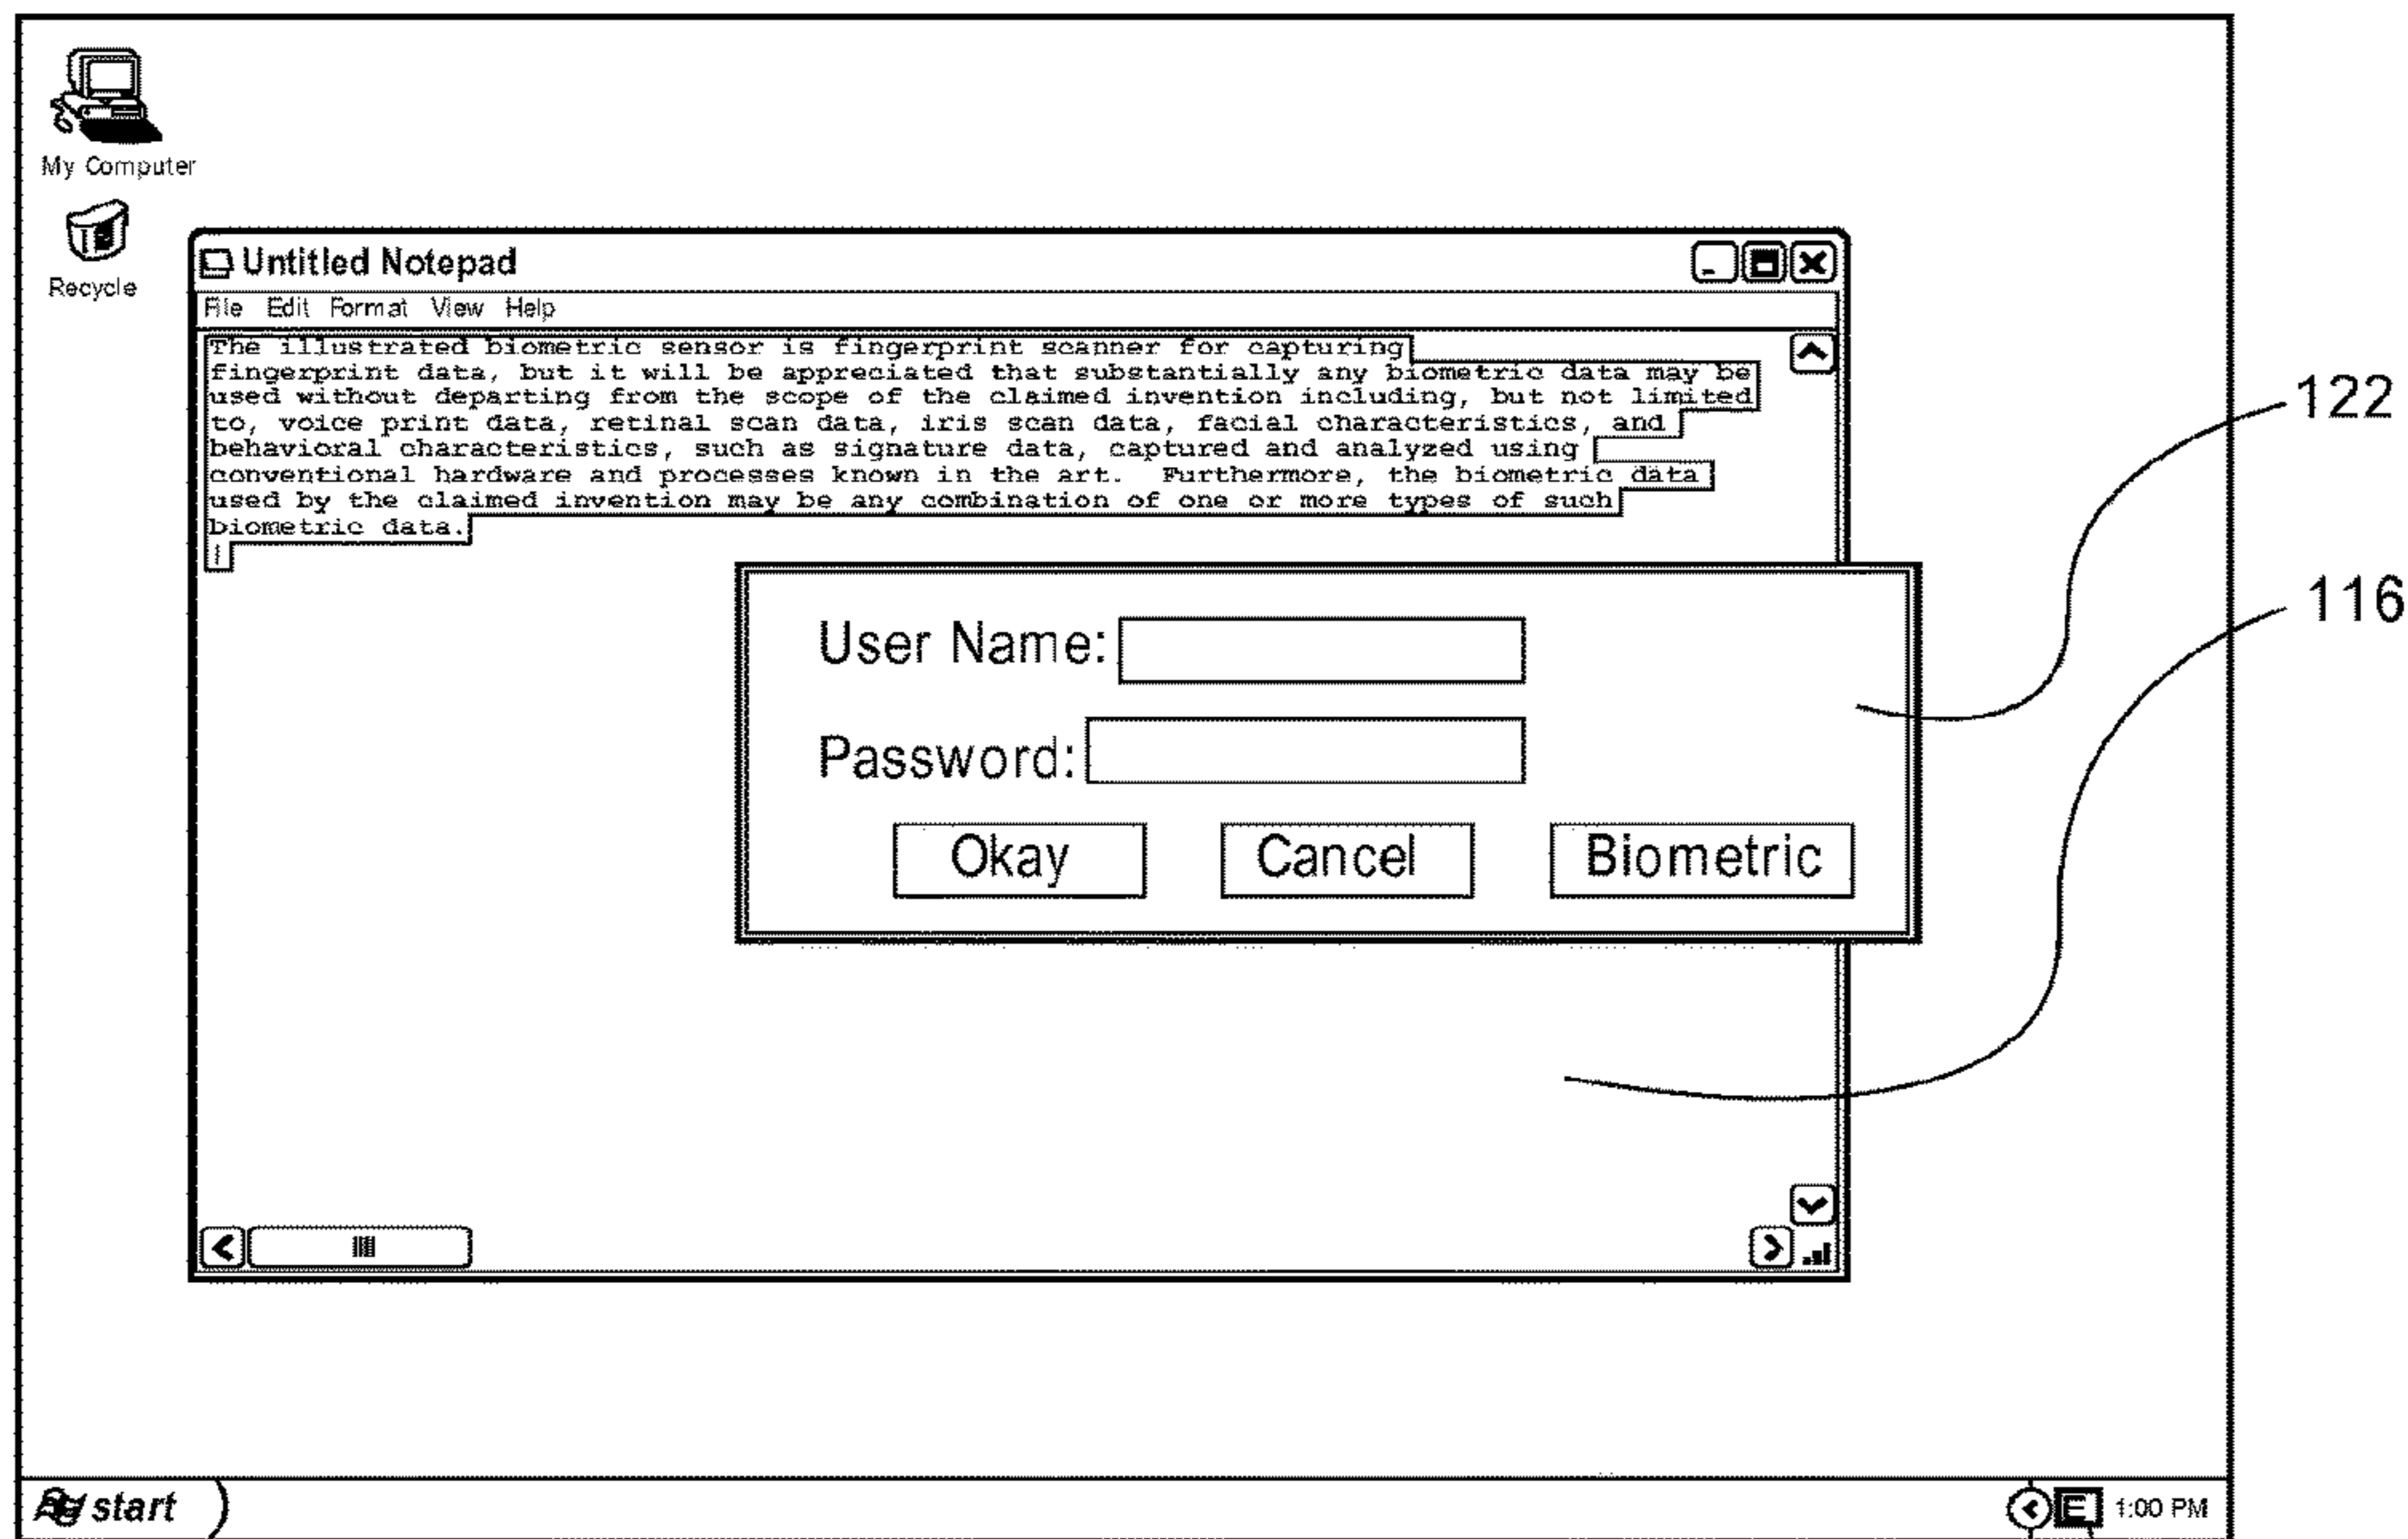 My Computer
Recycle
Untitled Notepad
File Edit Format View Help
The illustrated biometric sensor is fingerprint scanner for capturing
fingerprint data, but it will be appreciated that substantially any biometric data may be
used without departing from the scope of the claimed invention including, but not limited
to, voice print data, retinal scan data, iris scan data, facial characteristics, and
behavioral characteristics, such as signature data, captured and analyzed using
conventional hardware and processes known in the art.  Furthermore, the biometric data
used by the claimed invention may be any combination of one or more types of such
biometric data.
122
116
User Name:
Password:
Okay Cancel Biometric
start
E 1:00 PM